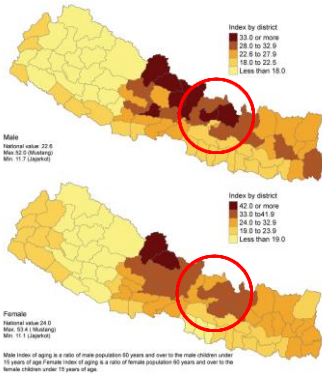 Index by district
33.0 or more
28.0 to 32.9
22.6 to 27.9
18.0 to 22.5
Less than 18.0
Male
National value: 22.6
Max.52.0 (Mustang)
Min. 11.7 (Jajarkot)
Index by district
42.0 or more
33.0 to41.9
24.0 to 32.9
19.0 to 23.9
Less than 19.0
Female
National value:24.0
Max. 53.4 ( Mustang)
Min. 11.1 (Jajarkot)
Male Index of aging is a ratio of male population 60 years and over to the male children under
15 years of age.Female Index of aging is a ratio of female population 60 years and over to the
female children under 15 years of age.